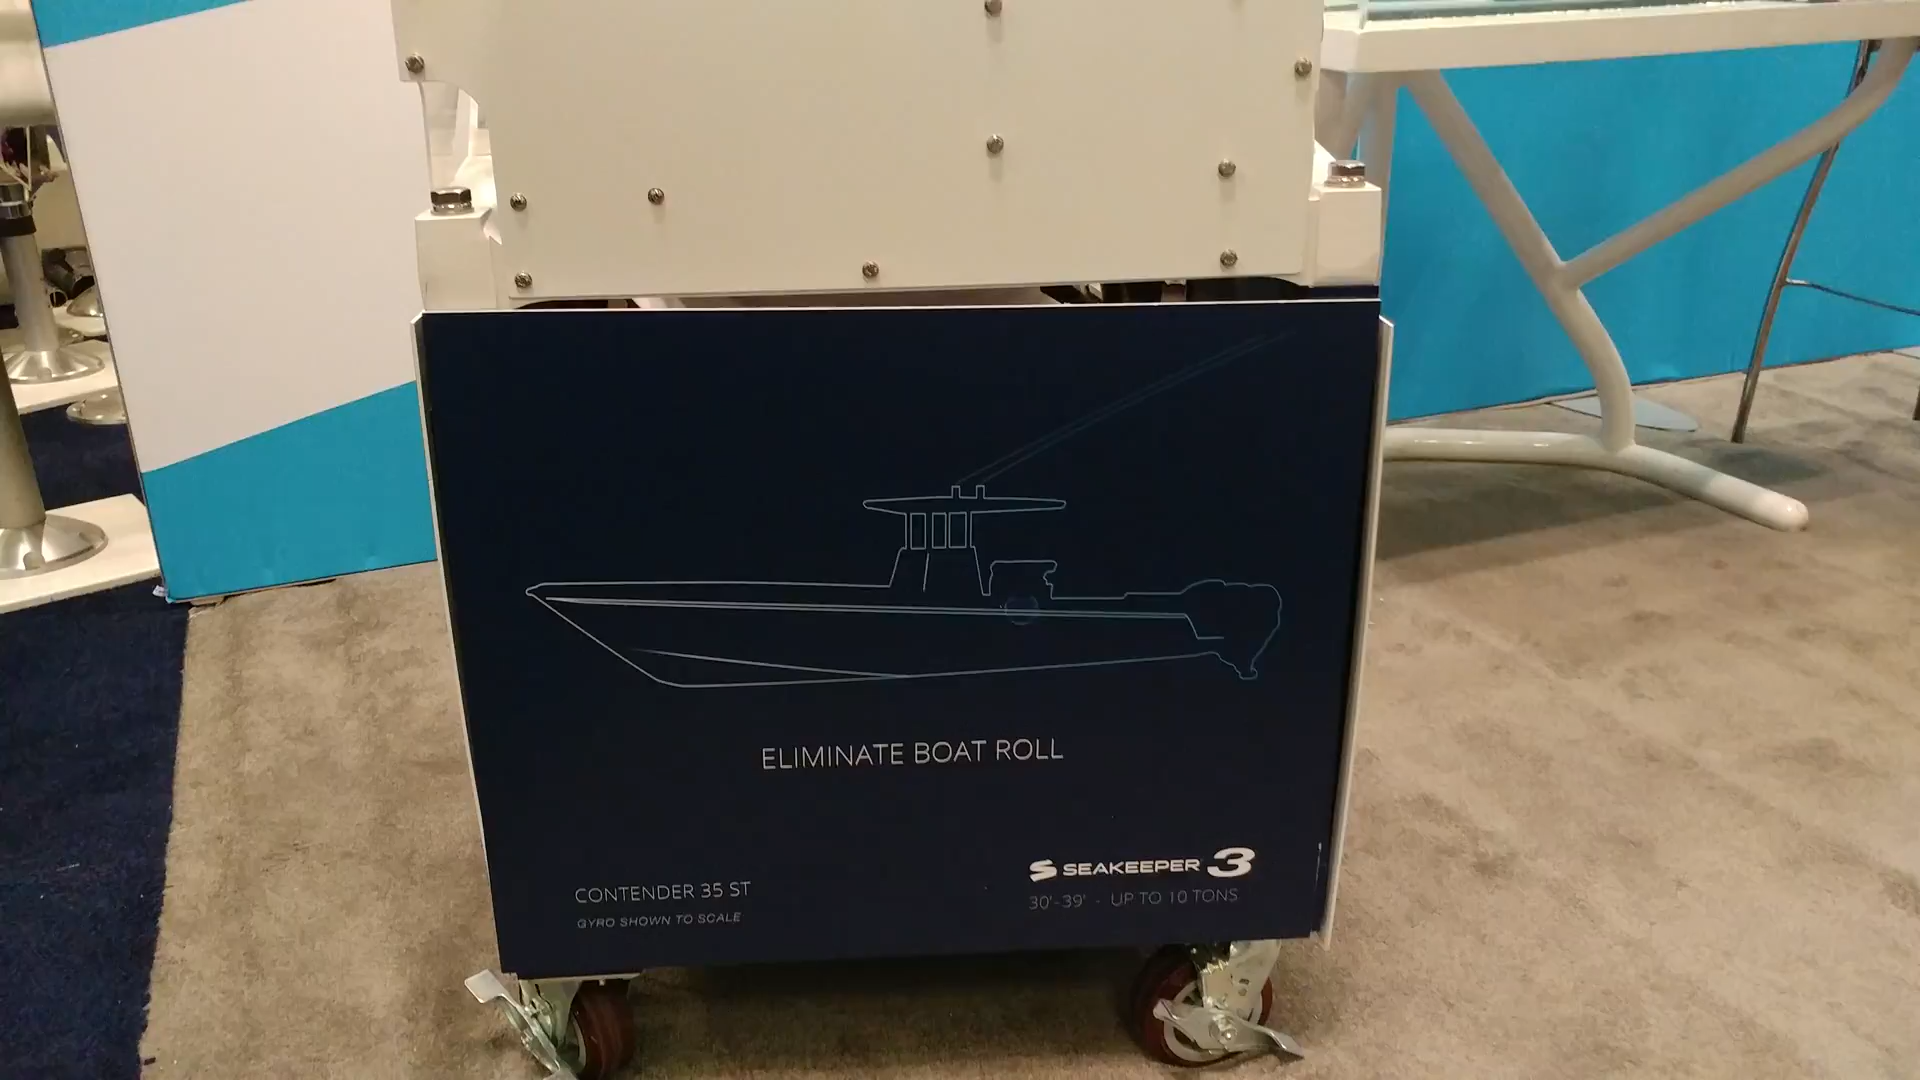 ELIMINATE BOAT ROLL
CONTENDER 35 ST
GYRO SHOWN TO SCALE
SEAKEEPER 3
30'-39' - UP TO 10 TONS